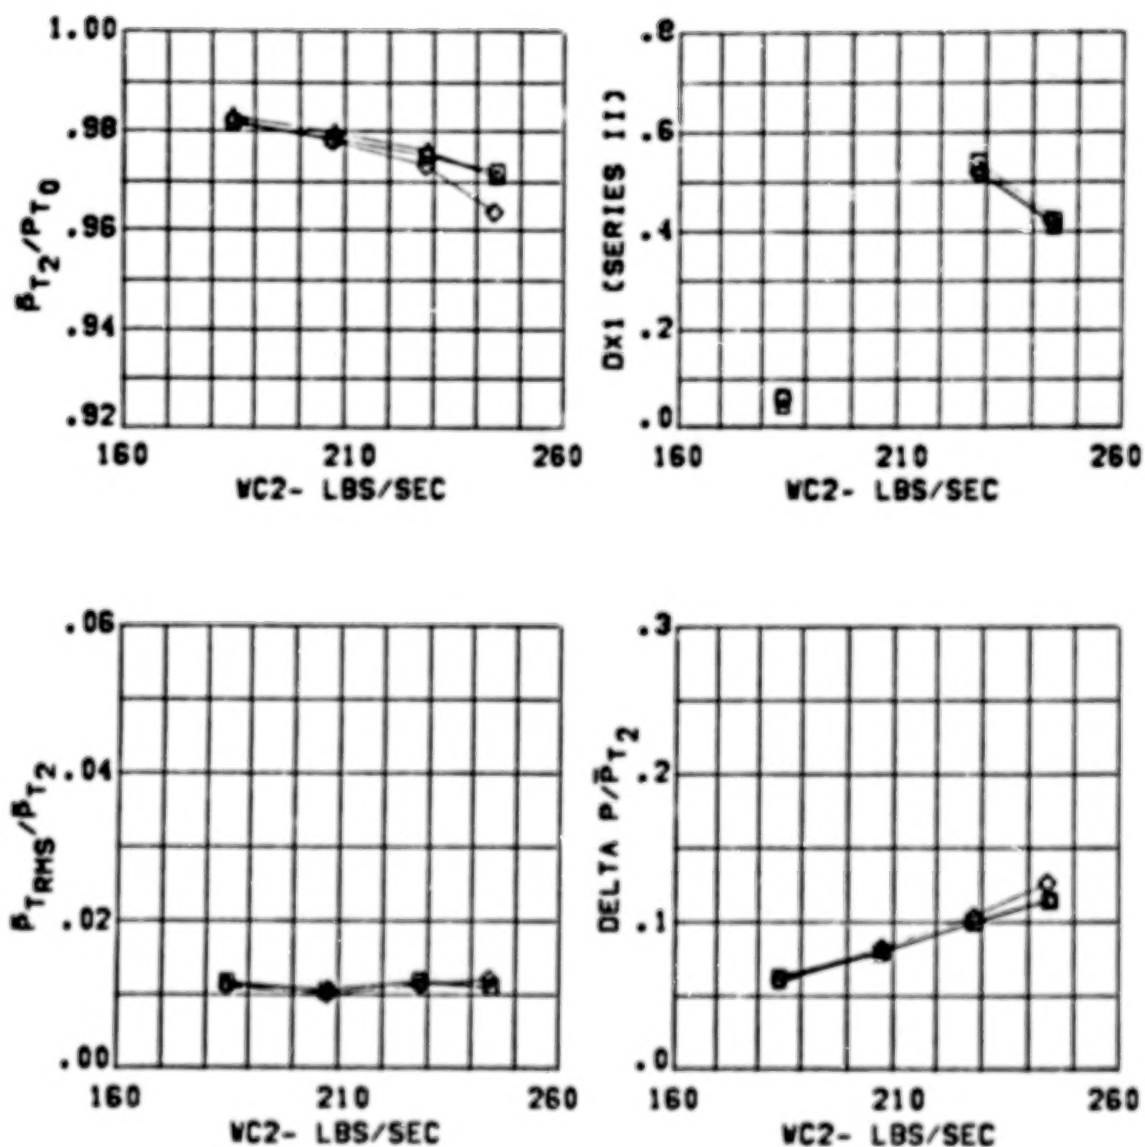 1.00
.98
.96
.94
.92
P̄T2/PT0
160 210 260
WC2- LBS/SEC
.8
.6
.4
.2
.0
DX1 (SERIES II)
160 210 260
WC2- LBS/SEC
.06
.04
.02
.00
P̄TRMS/P̄T2
160 210 260
WC2- LBS/SEC
.3
.2
.1
.0
DELTA P/P̄T2
160 210 260
WC2- LBS/SEC